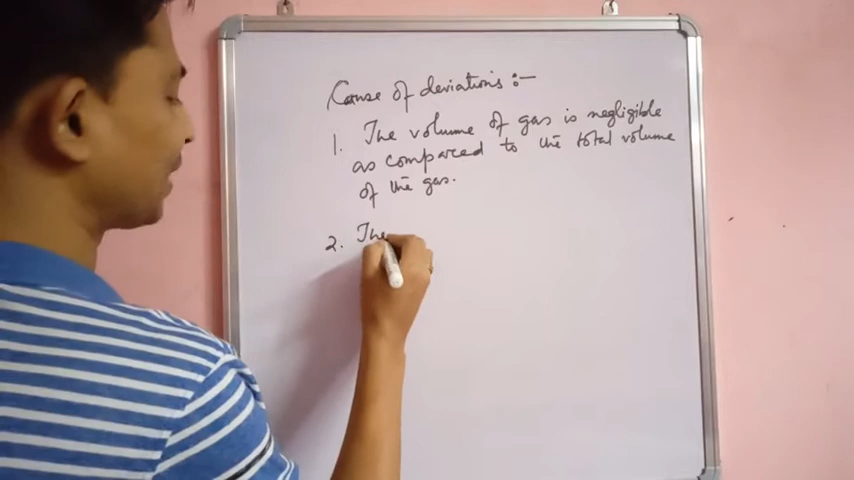 Cause of deviations :-
1. The volume of gas is negligible
as compared to the total volume
of the gas.
2. The